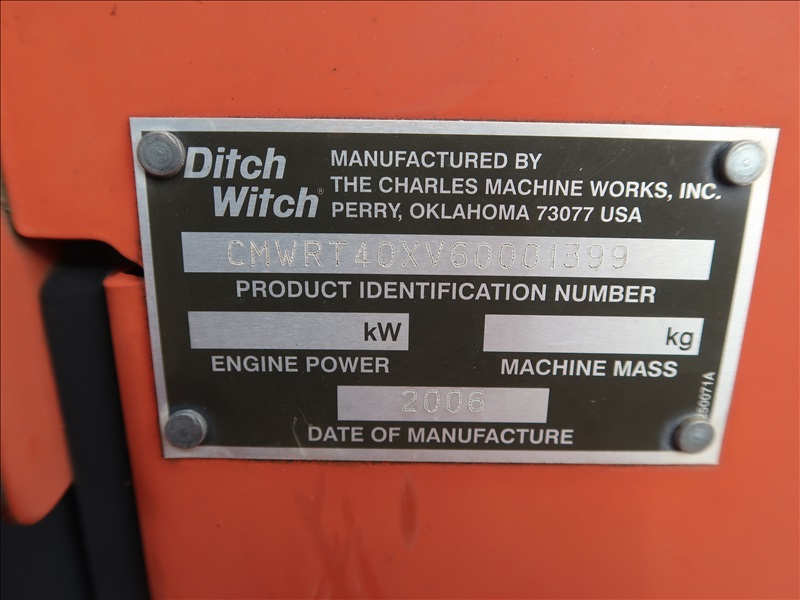 Ditch Witch®
MANUFACTURED BY
THE CHARLES MACHINE WORKS, INC.
PERRY, OKLAHOMA 73077 USA
CMWRT40XV60001399
PRODUCT IDENTIFICATION NUMBER
kW
ENGINE POWER
kg
MACHINE MASS
2006
DATE OF MANUFACTURE